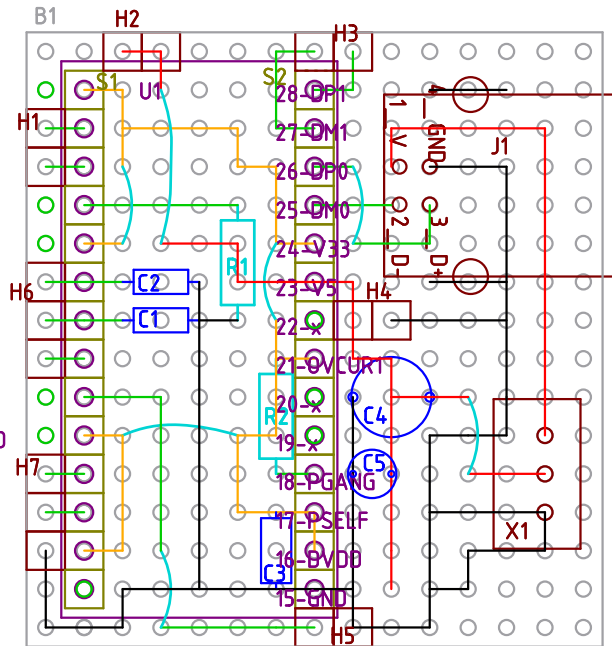 B1
H2
H3
S1
U1
S2
28-DP1
27-DM1
26-DP0
25-DM0
24-V33
23-V5
22-x
21-OVCUR1
20-x
19-x
18-PGANG
17-PSELF
16-DVDD
15-GND
H1
1_V
4_GND
J1
2_D-
3_D+
R1
C2
C1
H6
H4
R2
C4
C5
H7
X1
C3
H5